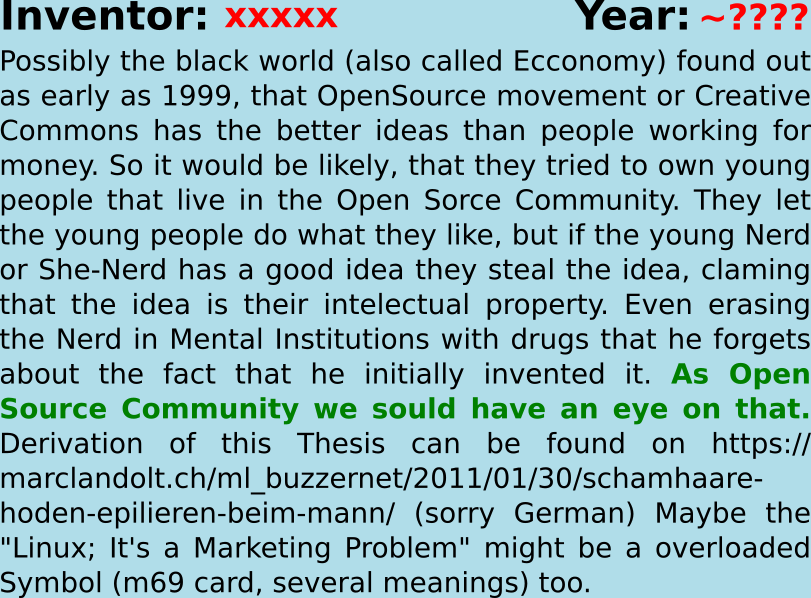 Inventor: xxxxx Year: ~????
Possibly the black world (also called Ecconomy) found out
as early as 1999, that OpenSource movement or Creative
Commons has the better ideas than people working for
money. So it would be likely, that they tried to own young
people that live in the Open Sorce Community. They let
the young people do what they like, but if the young Nerd
or She-Nerd has a good idea they steal the idea, claming
that the idea is their intelectual property. Even erasing
the Nerd in Mental Institutions with drugs that he forgets
about the fact that he initially invented it. As Open
Source Community we sould have an eye on that.
Derivation of this Thesis can be found on https://
marclandolt.ch/ml_buzzernet/2011/01/30/schamhaare-
hoden-epilieren-beim-mann/ (sorry German) Maybe the
"Linux; It's a Marketing Problem" might be a overloaded
Symbol (m69 card, several meanings) too.